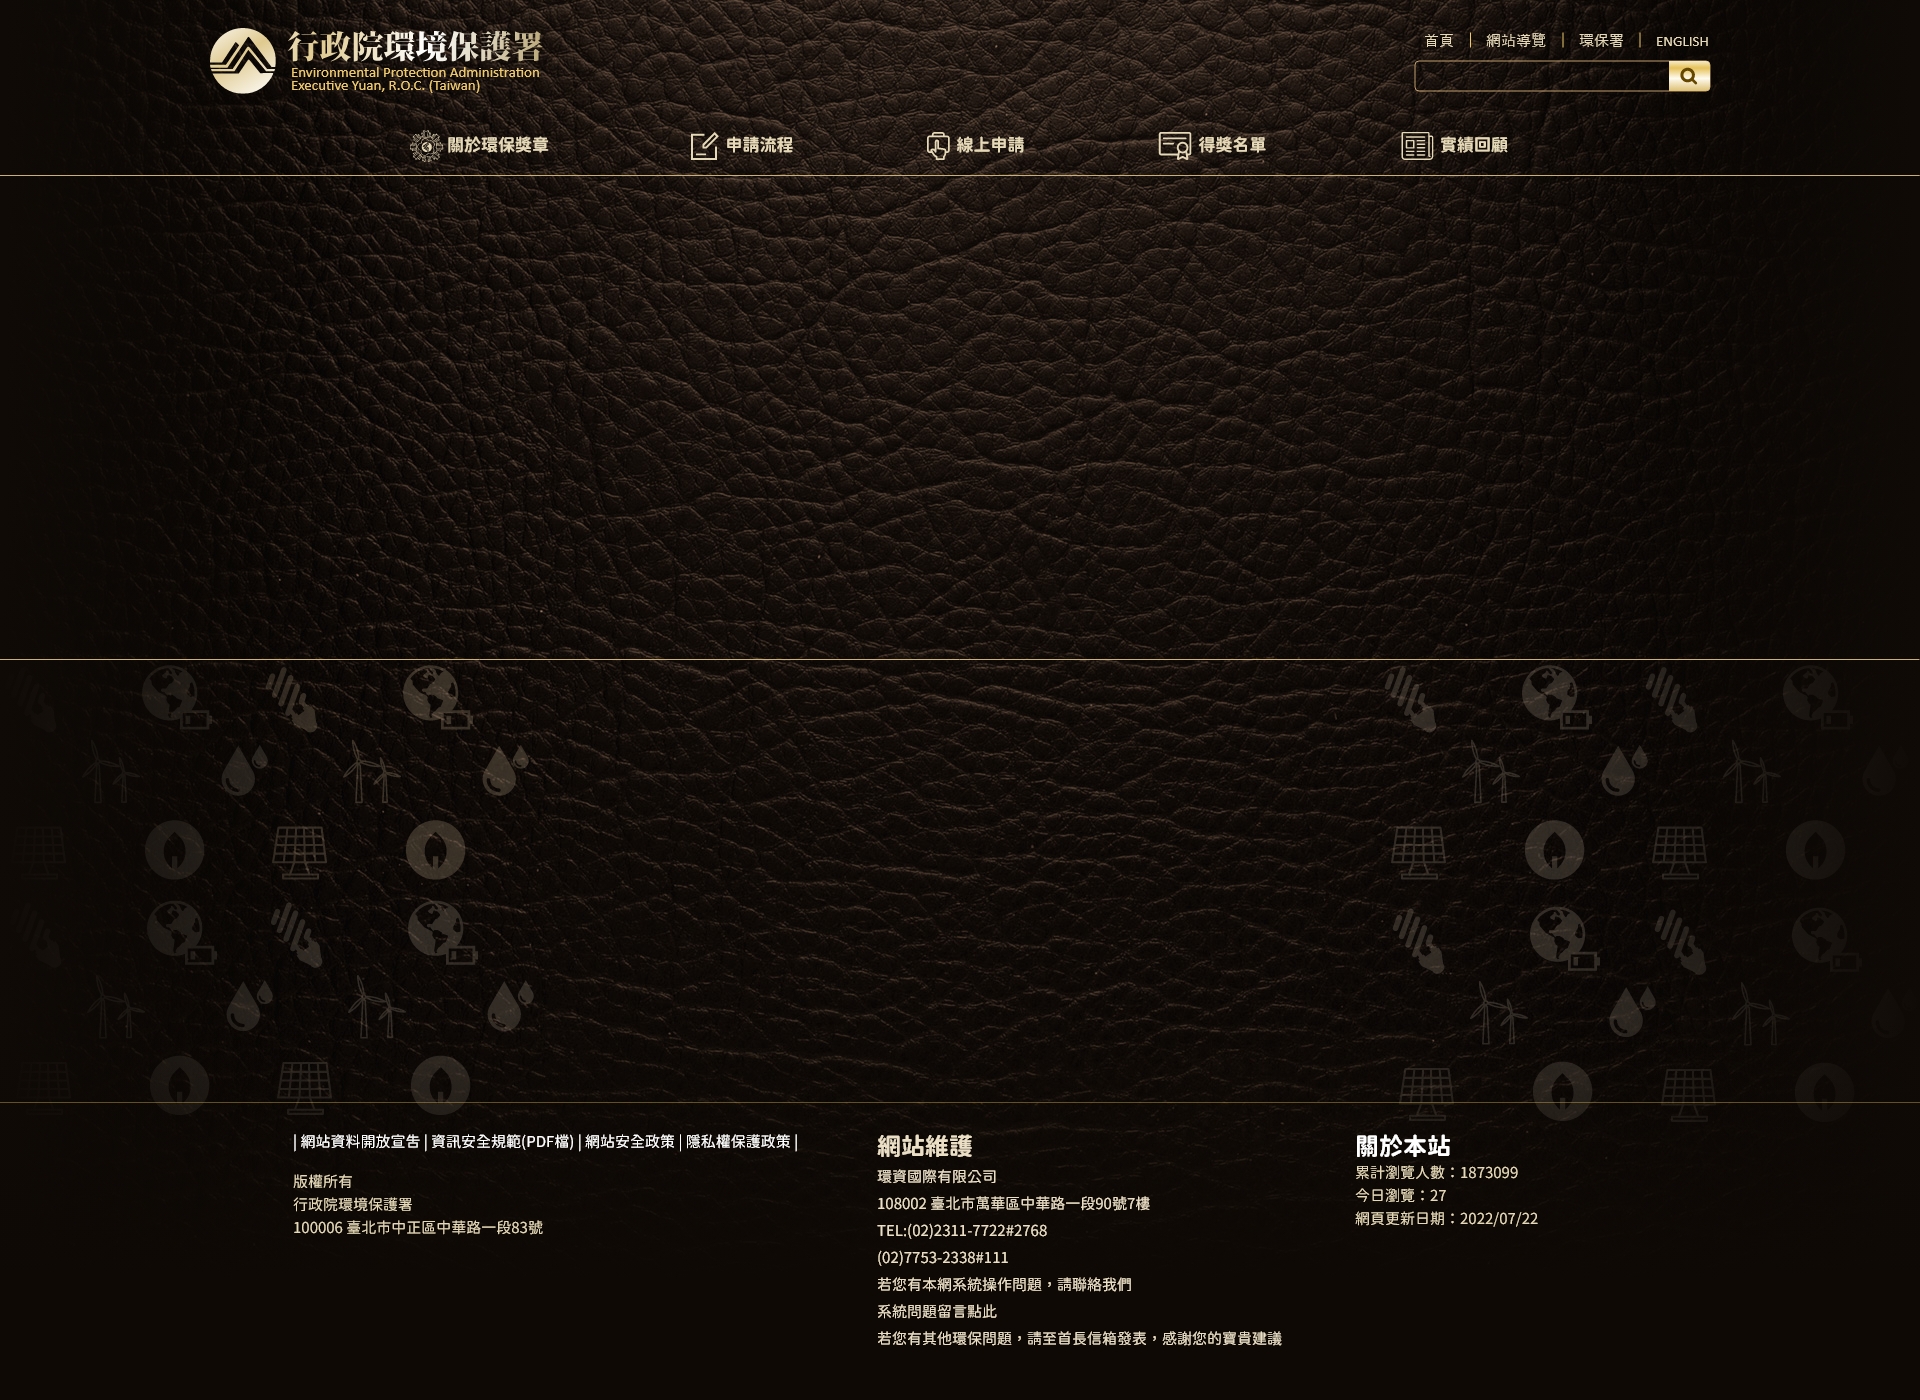 行政院環境保護署
Environmental Protection Administration
Executive Yuan, R.O.C. (Taiwan)
首頁 | 網站導覽 | 環保署 | ENGLISH
關於環保獎章
申請流程
線上申請
得獎名單
實績回顧
| 網站資料開放宣告 | 資訊安全規範(PDF檔) | 網站安全政策 | 隱私權保護政策 |
版權所有
行政院環境保護署
100006 臺北市中正區中華路一段83號
網站維護
環資國際有限公司
108002 臺北市萬華區中華路一段90號7樓
TEL:(02)2311-7722#2768
(02)7753-2338#111
若您有本網系統操作問題，請聯絡我們
系統問題留言點此
若您有其他環保問題，請至首長信箱發表，感謝您的寶貴建議
關於本站
累計瀏覽人數：1873099
今日瀏覽：27
網頁更新日期：2022/07/22